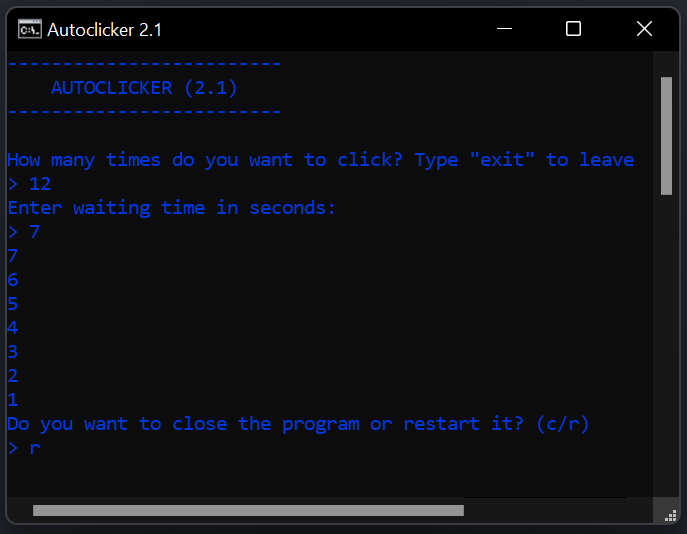 Autoclicker 2.1
-------------------------
AUTOCLICKER (2.1)
-------------------------
How many times do you want to click? Type "exit" to leave
> 12
Enter waiting time in seconds:
> 7
7
6
5
4
3
2
1
Do you want to close the program or restart it? (c/r)
> r